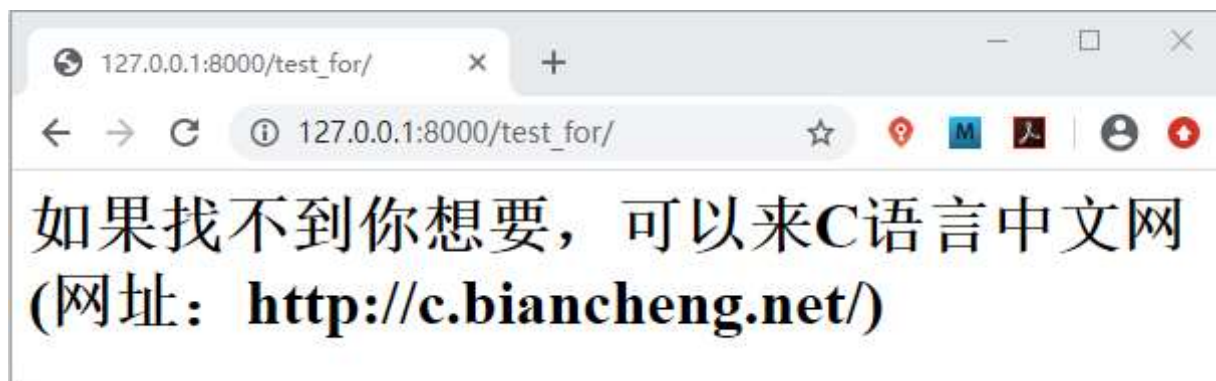 127.0.0.1:8000/test_for/
127.0.0.1:8000/test_for/
M
如果找不到你想要，可以来C语言中文网
(网址：http://c.biancheng.net/)